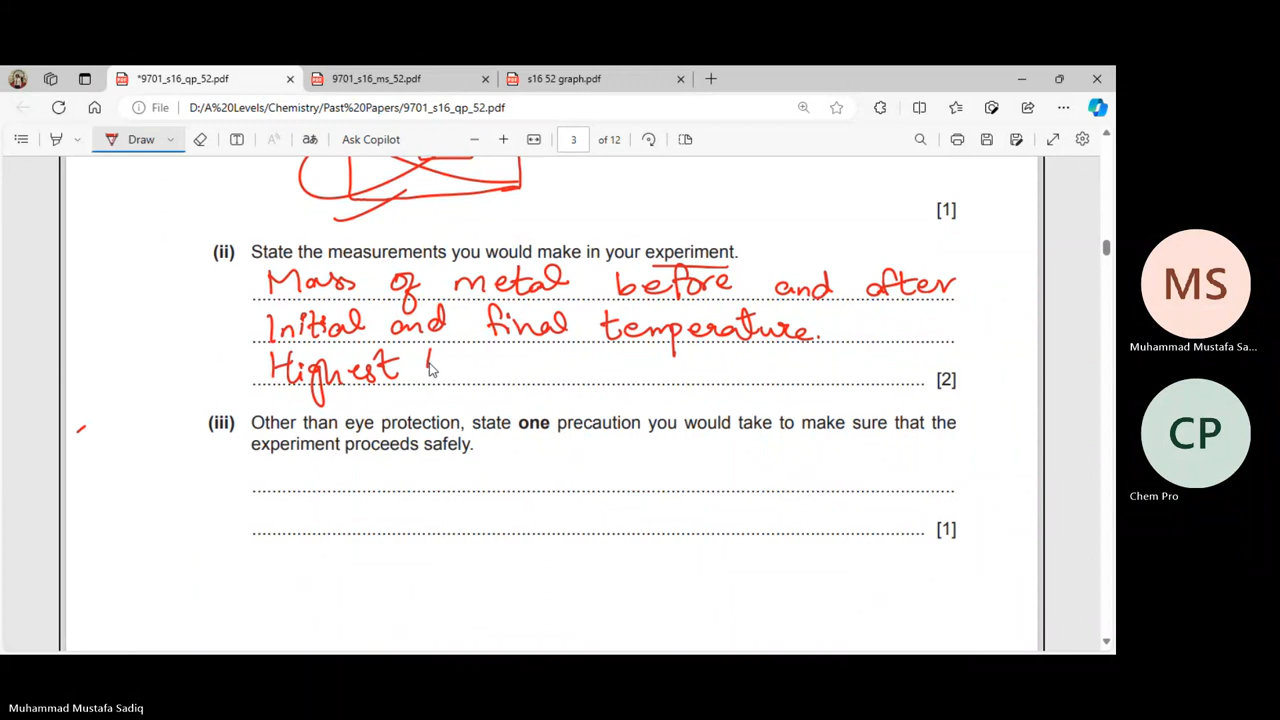 *9701_s16_qp_52.pdf
9701_s16_ms_52.pdf
s16 52 graph.pdf
File
D:/A%20Levels/Chemistry/Past%20Papers/9701_s16_qp_52.pdf
Draw
Ask Copilot
3 of 12
[1]
(ii) State the measurements you would make in your experiment.
Mass of metal before and after
Initial and final temperature.
Highest
[2]
(iii) Other than eye protection, state one precaution you would take to make sure that the
experiment proceeds safely.
[1]
MS
Muhammad Mustafa Sa...
CP
Chem Pro
Muhammad Mustafa Sadiq